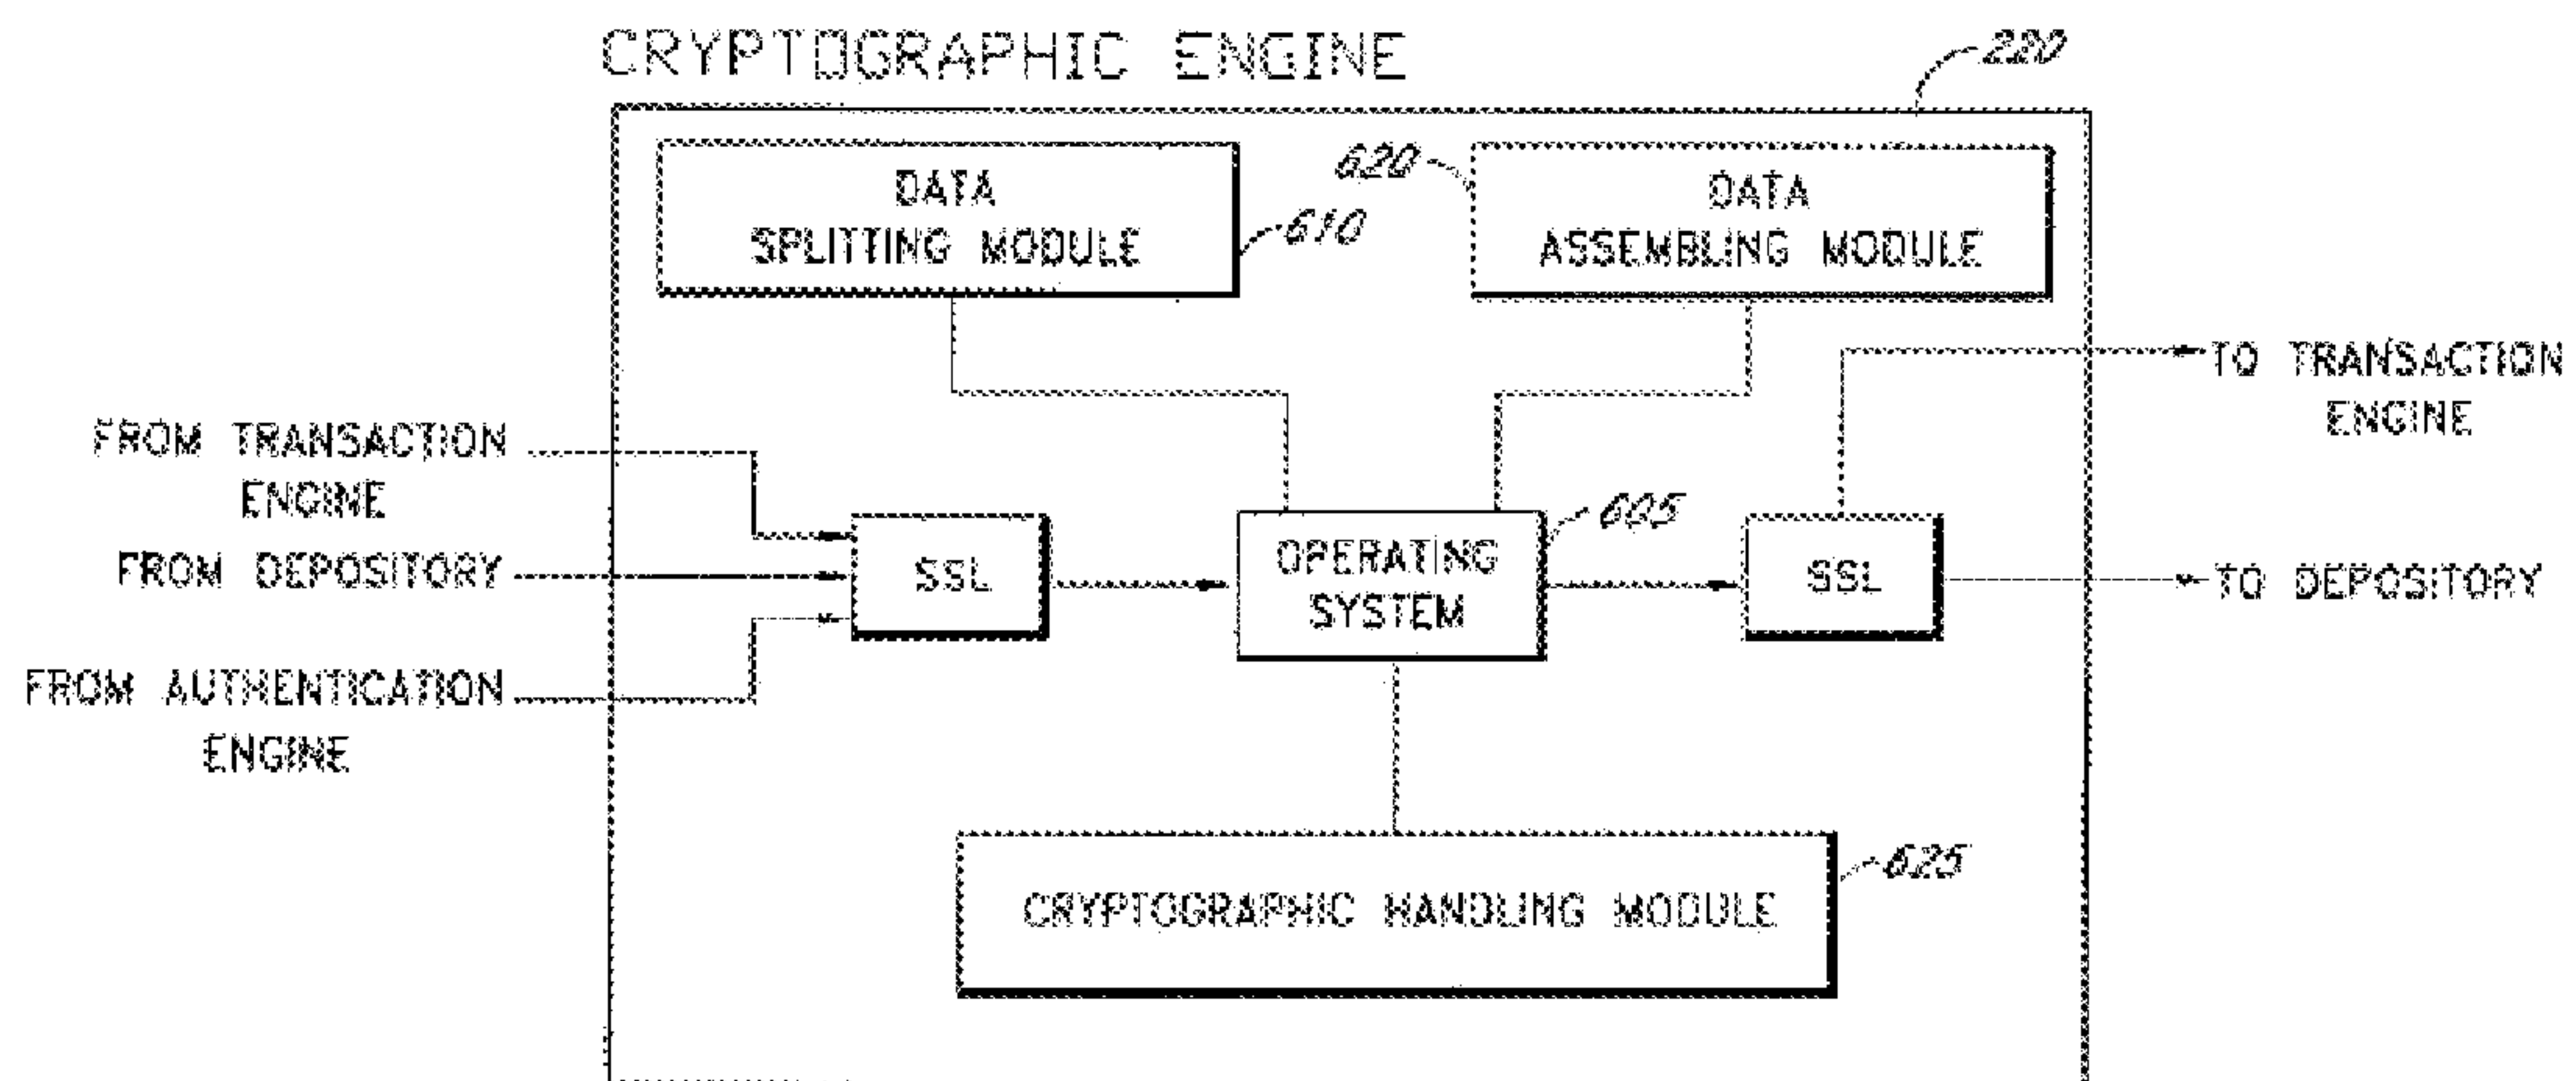 CRYPTOGRAPHIC ENGINE
220
DATA
SPLITTING MODULE
610
620
DATA
ASSEMBLING MODULE
TO TRANSACTION
ENGINE
FROM TRANSACTION
ENGINE
FROM DEPOSITORY
FROM AUTHENTICATION
ENGINE
SSL
OPERATING
SYSTEM
605
SSL
TO DEPOSITORY
CRYPTOGRAPHIC HANDLING MODULE
625